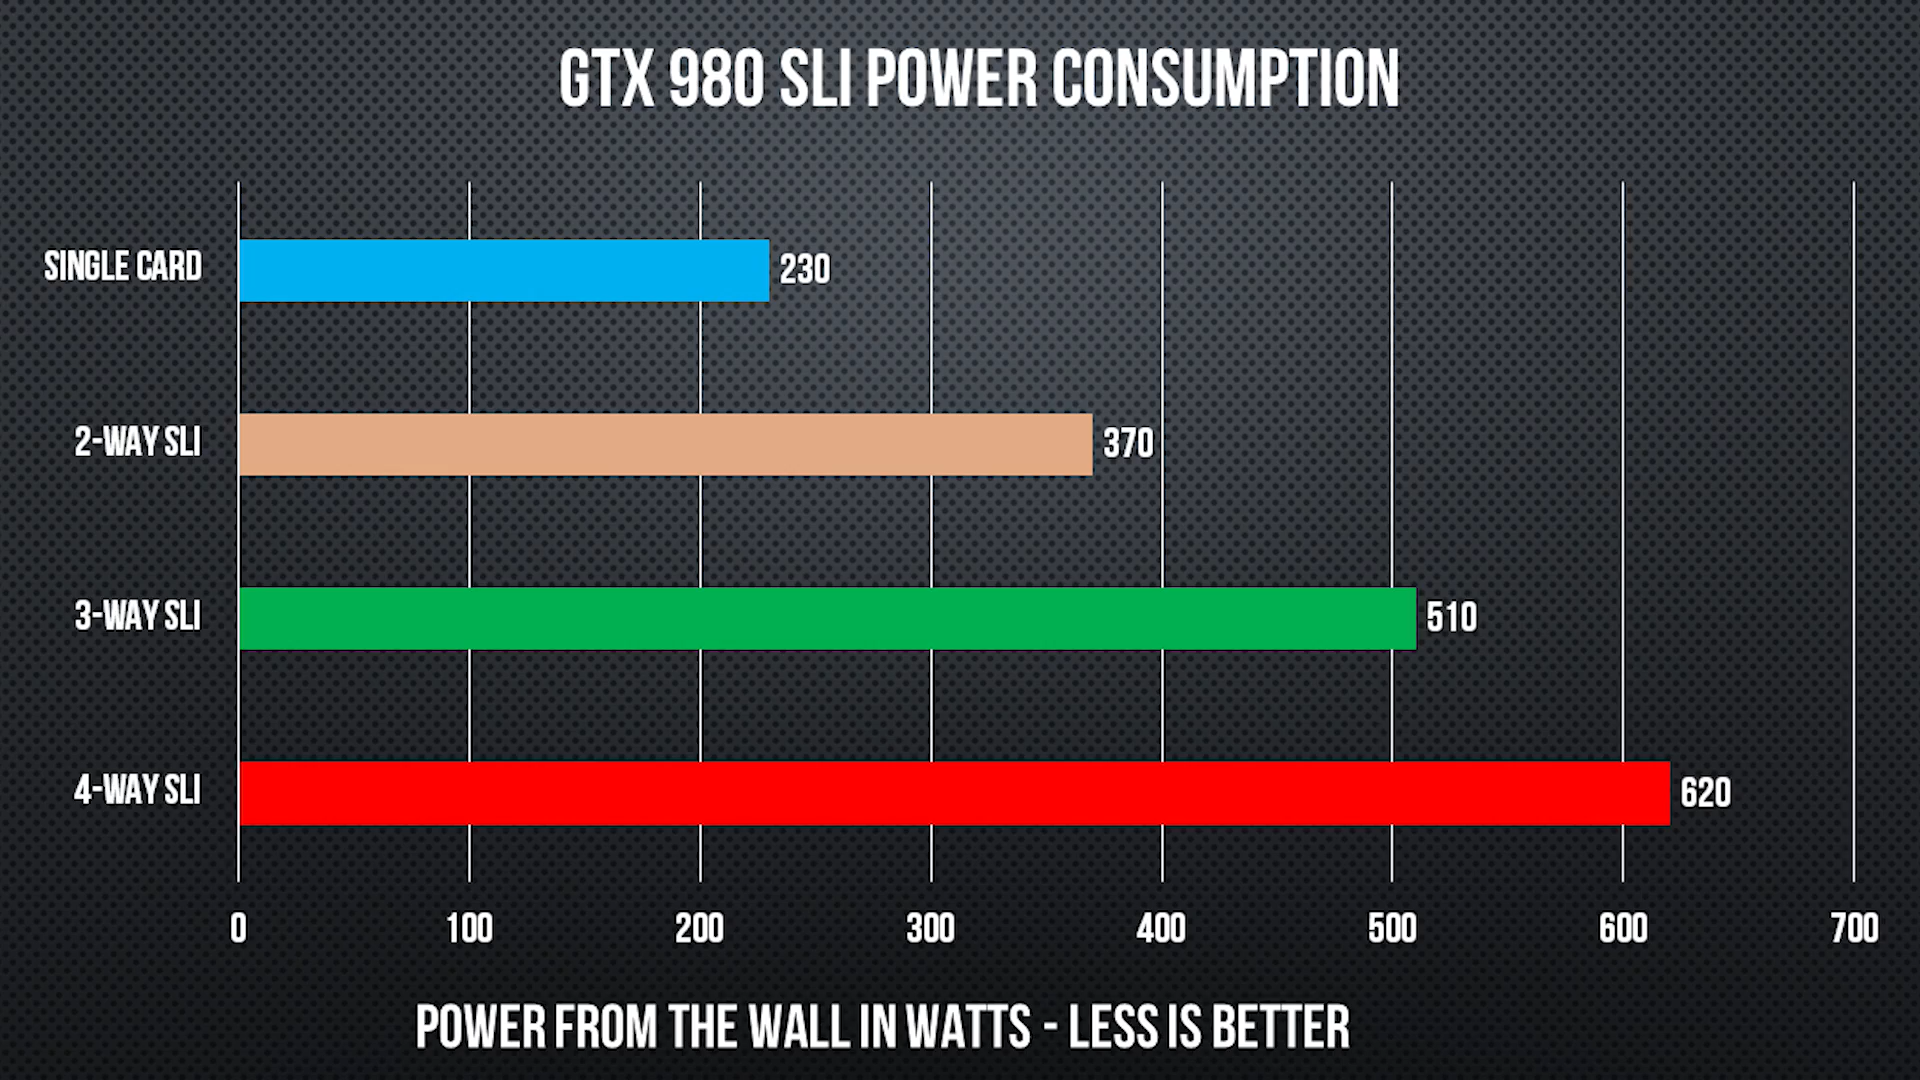 GTX 980 SLI POWER CONSUMPTION
SINGLE CARD 230
2-WAY SLI 370
3-WAY SLI 510
4-WAY SLI 620
0 100 200 300 400 500 600 700
POWER FROM THE WALL IN WATTS - LESS IS BETTER